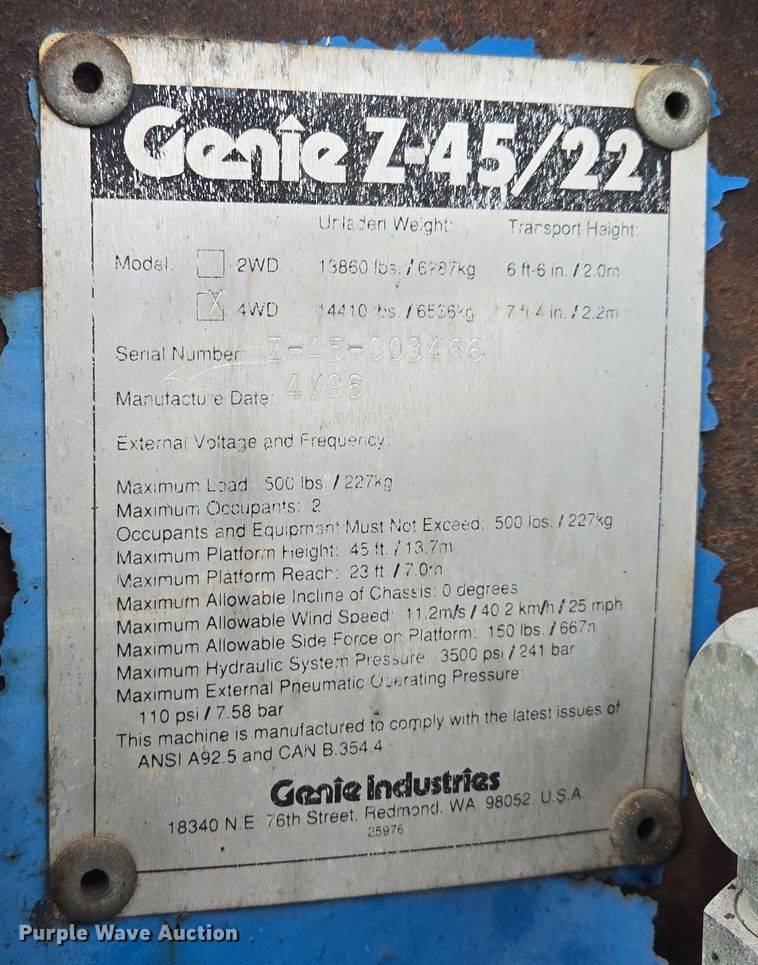 Genie Z-45/22
Unladen Weight: Transport Height:
Model: 2WD 13860 lbs. / 6287kg 6 ft-6 in. / 2.0m
X 4WD 14410 lbs. / 6536kg 7 ft-4 in. / 2.2m
Serial Number: Z-45-003466
Manufacture Date: 4/96
External Voltage and Frequency:
Maximum Load: 500 lbs. / 227kg
Maximum Occupants: 2
Occupants and Equipment Must Not Exceed: 500 lbs. / 227kg
Maximum Platform Height: 45 ft. / 13.7m
Maximum Platform Reach: 23 ft. / 7.0m
Maximum Allowable Incline of Chassis: 0 degrees
Maximum Allowable Wind Speed: 11.2m/s / 40.2 km/h / 25 mph
Maximum Allowable Side Force on Platform: 150 lbs. / 667n
Maximum Hydraulic System Pressure: 3500 psi / 241 bar
Maximum External Pneumatic Operating Pressure:
110 psi / 7.58 bar
This machine is manufactured to comply with the latest issues of
ANSI A92.5 and CAN B.354.4
Genie Industries
18340 N.E. 76th Street, Redmond, WA 98052 U.S.A.
25976
Purple Wave Auction